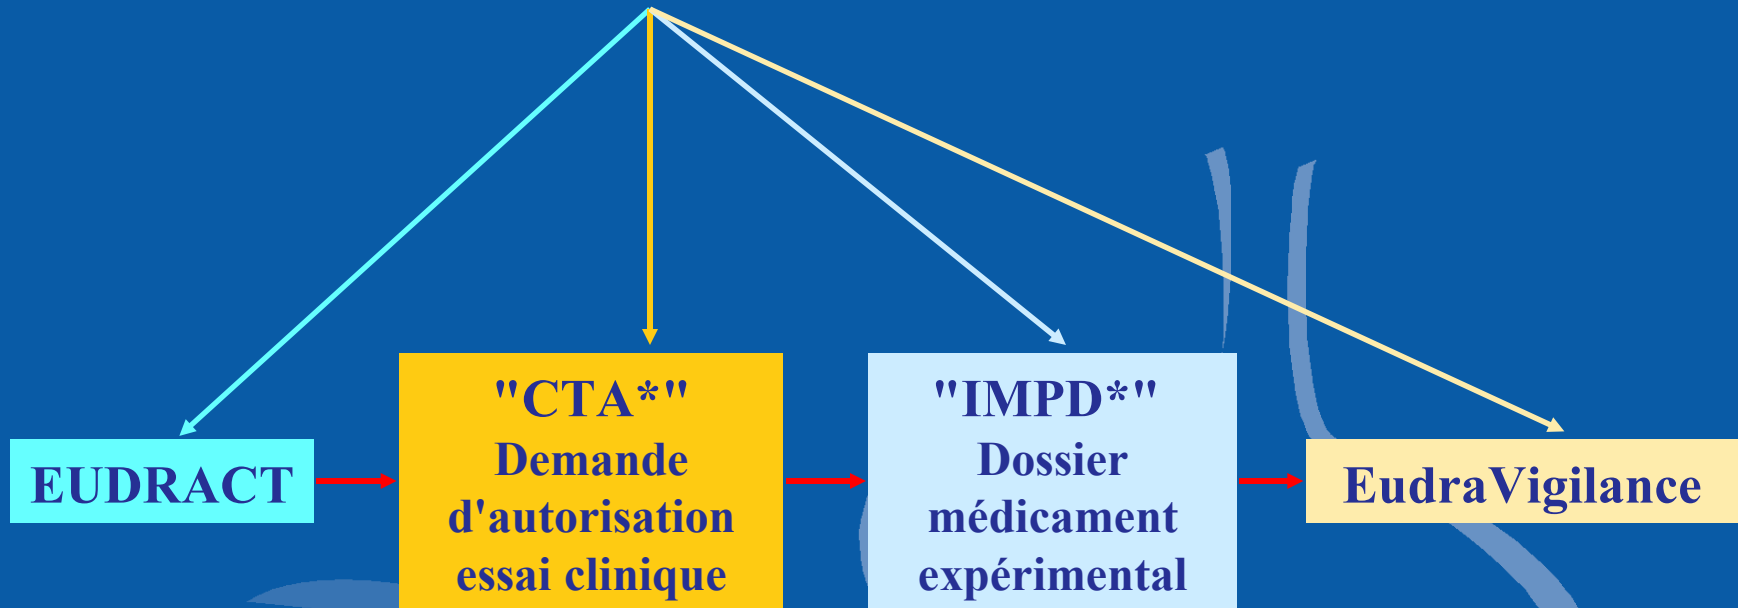 EUDRACT
"CTA*"
Demande
d'autorisation
essai clinique
"IMPD*"
Dossier
médicament
expérimental
EudraVigilance